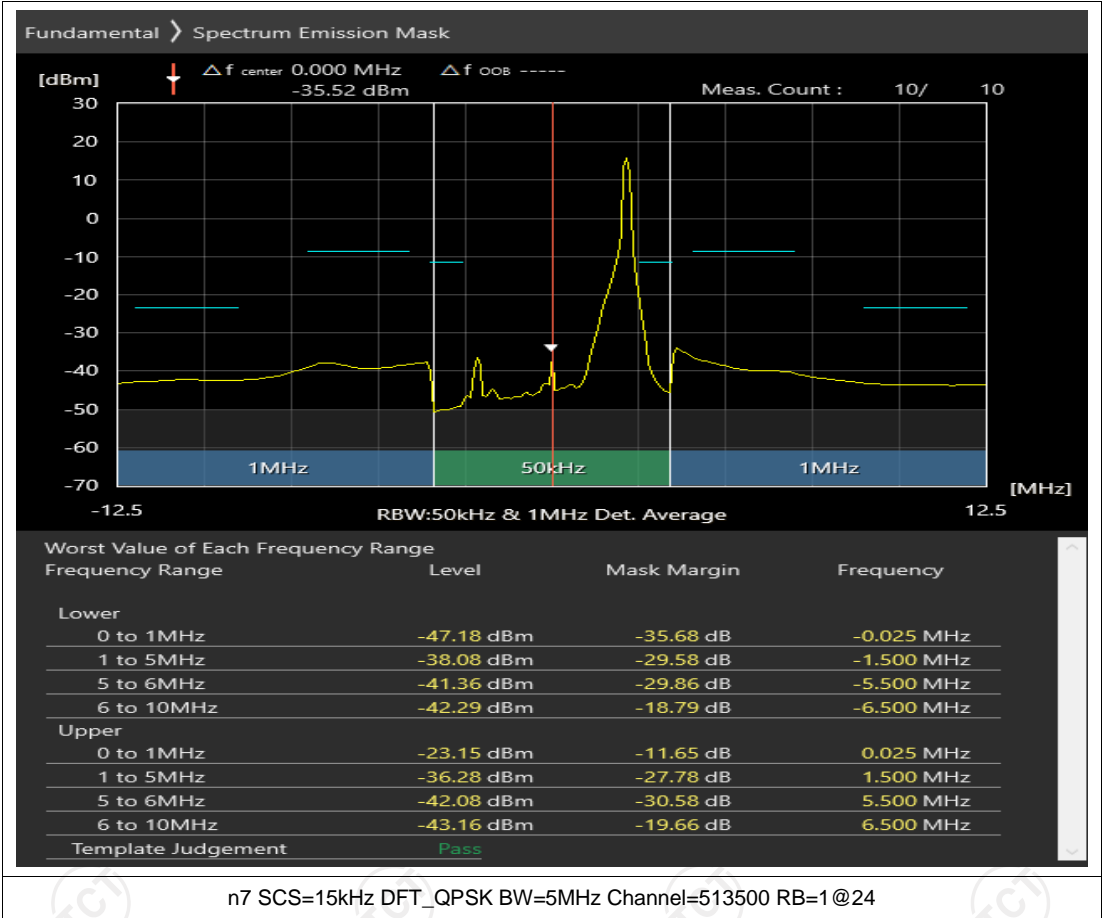 Fundamental ❯ Spectrum Emission Mask
[dBm] △f center 0.000 MHz △f OOB -----
-35.52 dBm Meas. Count : 10/ 10
30
20
10
0
-10
-20
-30
-40
-50
-60
1MHz 50kHz 1MHz
-70
[MHz]
-12.5 RBW:50kHz & 1MHz Det. Average 12.5
Worst Value of Each Frequency Range
Frequency Range Level Mask Margin Frequency
Lower
0 to 1MHz -47.18 dBm -35.68 dB -0.025 MHz
1 to 5MHz -38.08 dBm -29.58 dB -1.500 MHz
5 to 6MHz -41.36 dBm -29.86 dB -5.500 MHz
6 to 10MHz -42.29 dBm -18.79 dB -6.500 MHz
Upper
0 to 1MHz -23.15 dBm -11.65 dB 0.025 MHz
1 to 5MHz -36.28 dBm -27.78 dB 1.500 MHz
5 to 6MHz -42.08 dBm -30.58 dB 5.500 MHz
6 to 10MHz -43.16 dBm -19.66 dB 6.500 MHz
Template Judgement Pass
n7 SCS=15kHz DFT_QPSK BW=5MHz Channel=513500 RB=1@24
TCT TCT TCT TCT